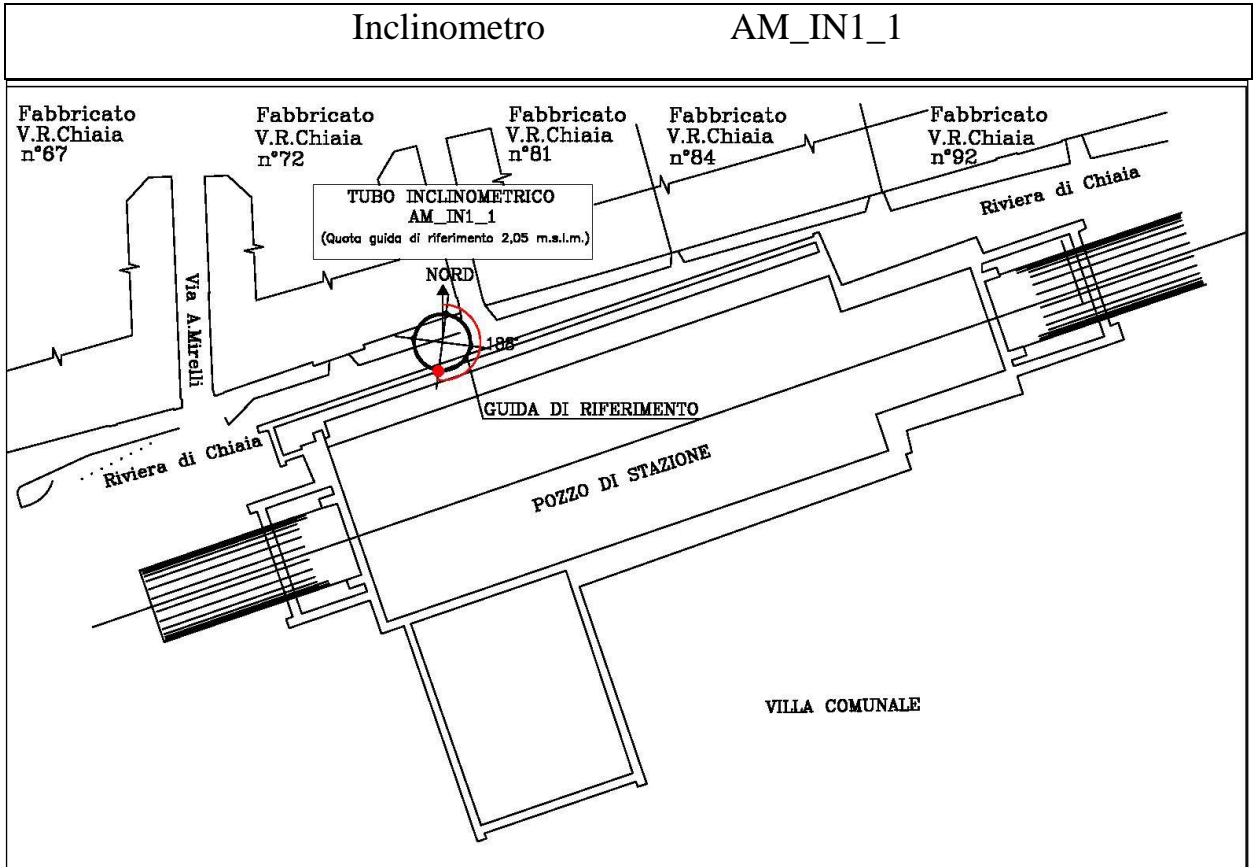 Inclinometro AM_IN1_1
Fabbricato
V.R.Chiaia
n°67
Fabbricato
V.R.Chiaia
n°72
Fabbricato
V.R.Chiaia
n°81
Fabbricato
V.R.Chiaia
n°84
Fabbricato
V.R.Chiaia
n°92
TUBO INCLINOMETRICO
AM_IN1_1
(Quota guida di riferimento 2,05 m.s.l.m.)
Riviera di Chiaia
NORD
Via A.Mirelli
GUIDA DI RIFERIMENTO
Riviera di Chiaia
POZZO DI STAZIONE
VILLA COMUNALE